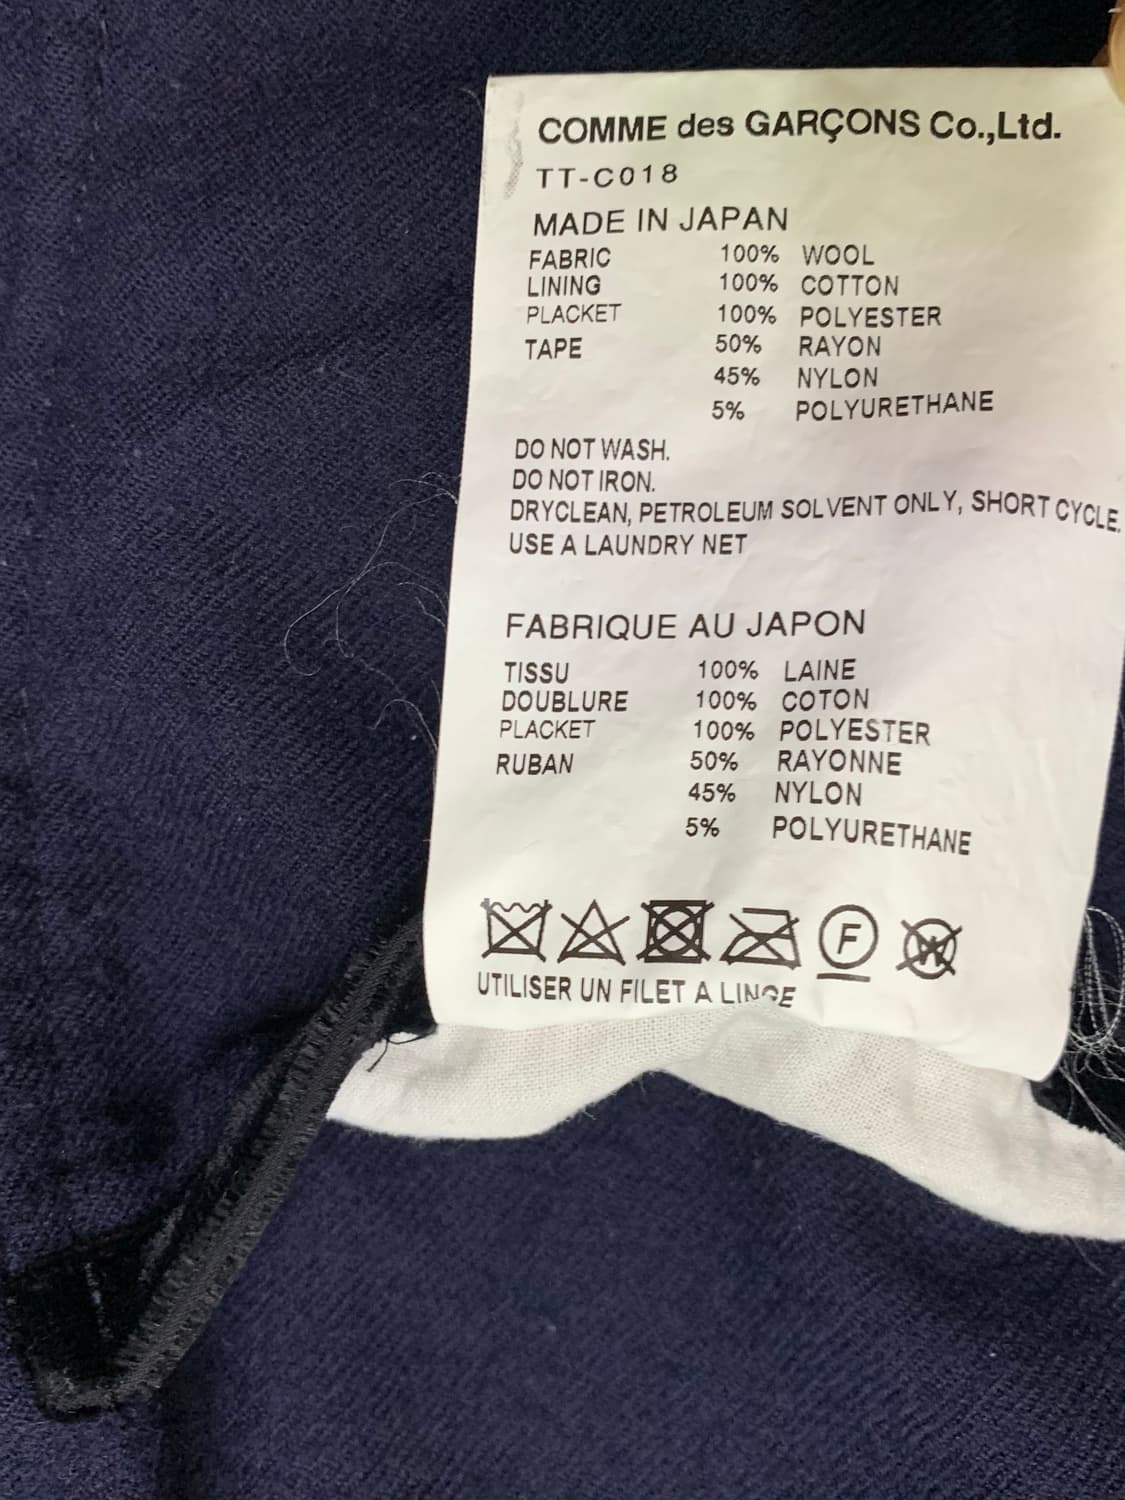 COMME des GARÇONS Co.,Ltd.
TT-C018
MADE IN JAPAN
FABRIC 100% WOOL
LINING 100% COTTON
PLACKET 100% POLYESTER
TAPE 50% RAYON
45% NYLON
5% POLYURETHANE
DO NOT WASH.
DO NOT IRON.
DRYCLEAN, PETROLEUM SOLVENT ONLY, SHORT CYCLE.
USE A LAUNDRY NET
FABRIQUE AU JAPON
TISSU 100% LAINE
DOUBLURE 100% COTON
PLACKET 100% POLYESTER
RUBAN 50% RAYONNE
45% NYLON
5% POLYURETHANE
F W
UTILISER UN FILET A LINGE